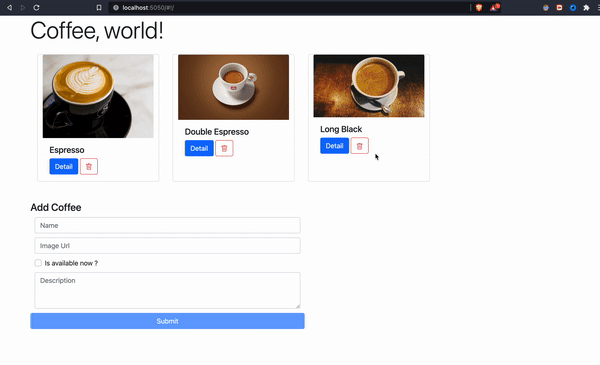 localhost:5050/#!/
Coffee, world!
Espresso
Detail
Double Espresso
Detail
Long Black
Detail
Add Coffee
Name
Image Url
Is available now ?
Description
Submit